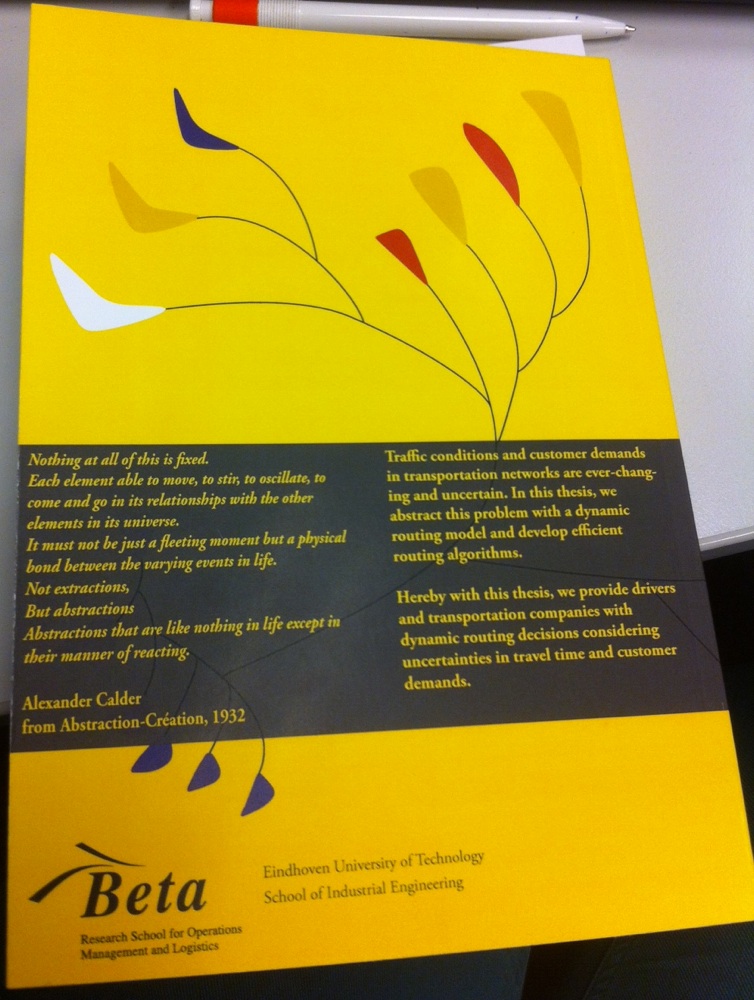 Nothing at all of this is fixed.
Each element able to move, to stir, to oscillate, to
come and go in its relationships with the other
elements in its universe.
It must not be just a fleeting moment but a physical
bond between the varying events in life.
Not extractions,
But abstractions
Abstractions that are like nothing in life except in
their manner of reacting.
Alexander Calder
from Abstraction-Création, 1932
Traffic conditions and customer demands
in transportation networks are ever-chang-
ing and uncertain. In this thesis, we
abstract this problem with a dynamic
routing model and develop efficient
routing algorithms.
Hereby with this thesis, we provide drivers
and transportation companies with
dynamic routing decisions considering
uncertainties in travel time and customer
demands.
Beta
Research School for Operations
Management and Logistics
Eindhoven University of Technology
School of Industrial Engineering